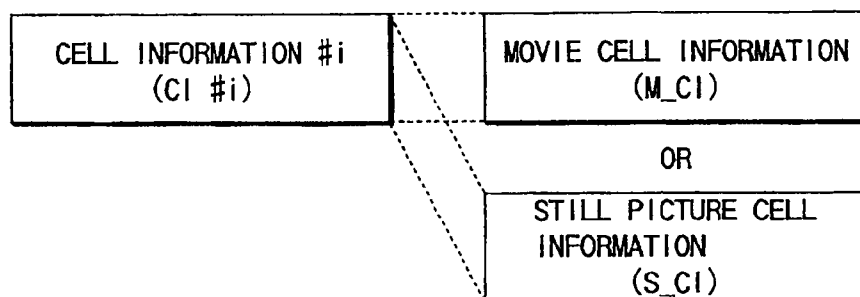 CELL INFORMATION #i
(CI #i)
MOVIE CELL INFORMATION
(M_CI)
OR
STILL PICTURE CELL
INFORMATION
(S_CI)